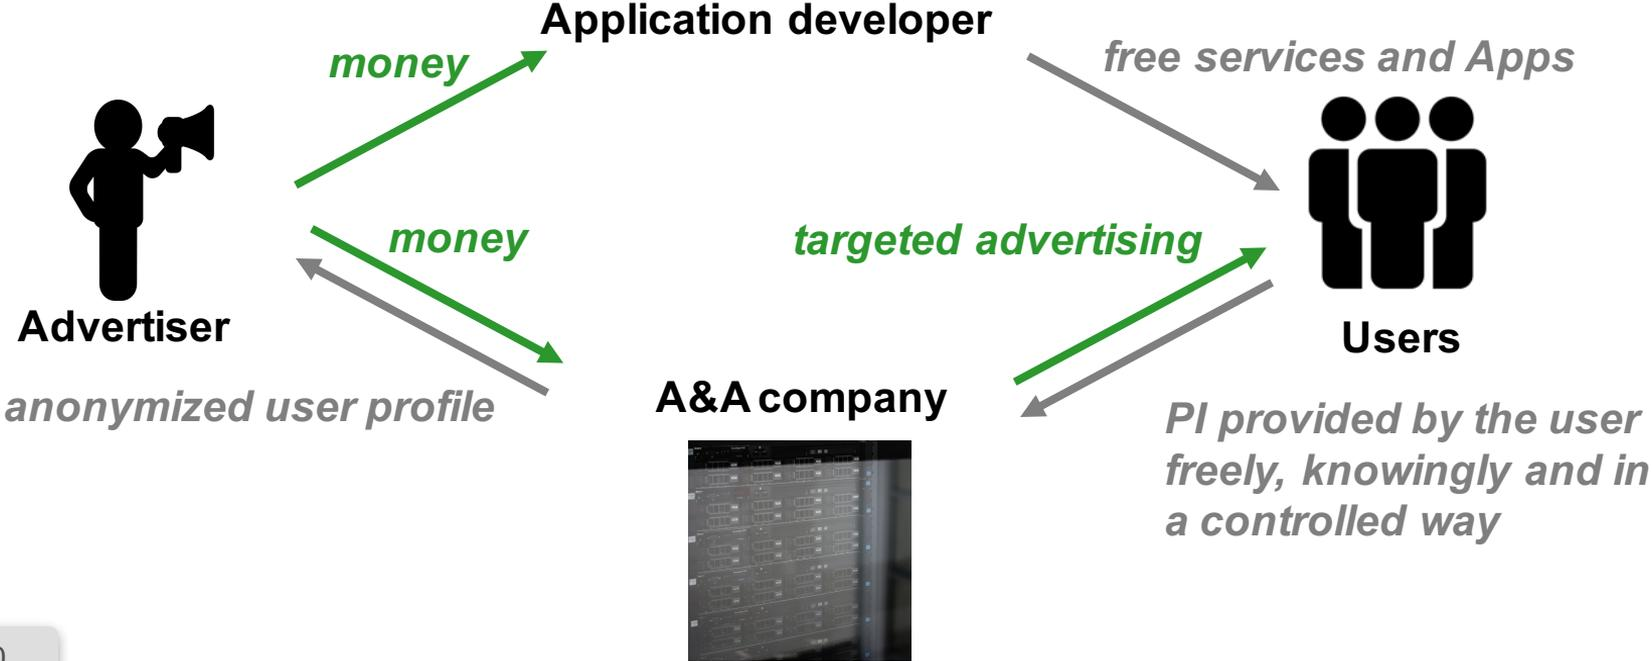 Application developer
money
free services and Apps
money
targeted advertising
Advertiser
Users
anonymized user profile
A&A company
PI provided by the user
freely, knowingly and in
a controlled way